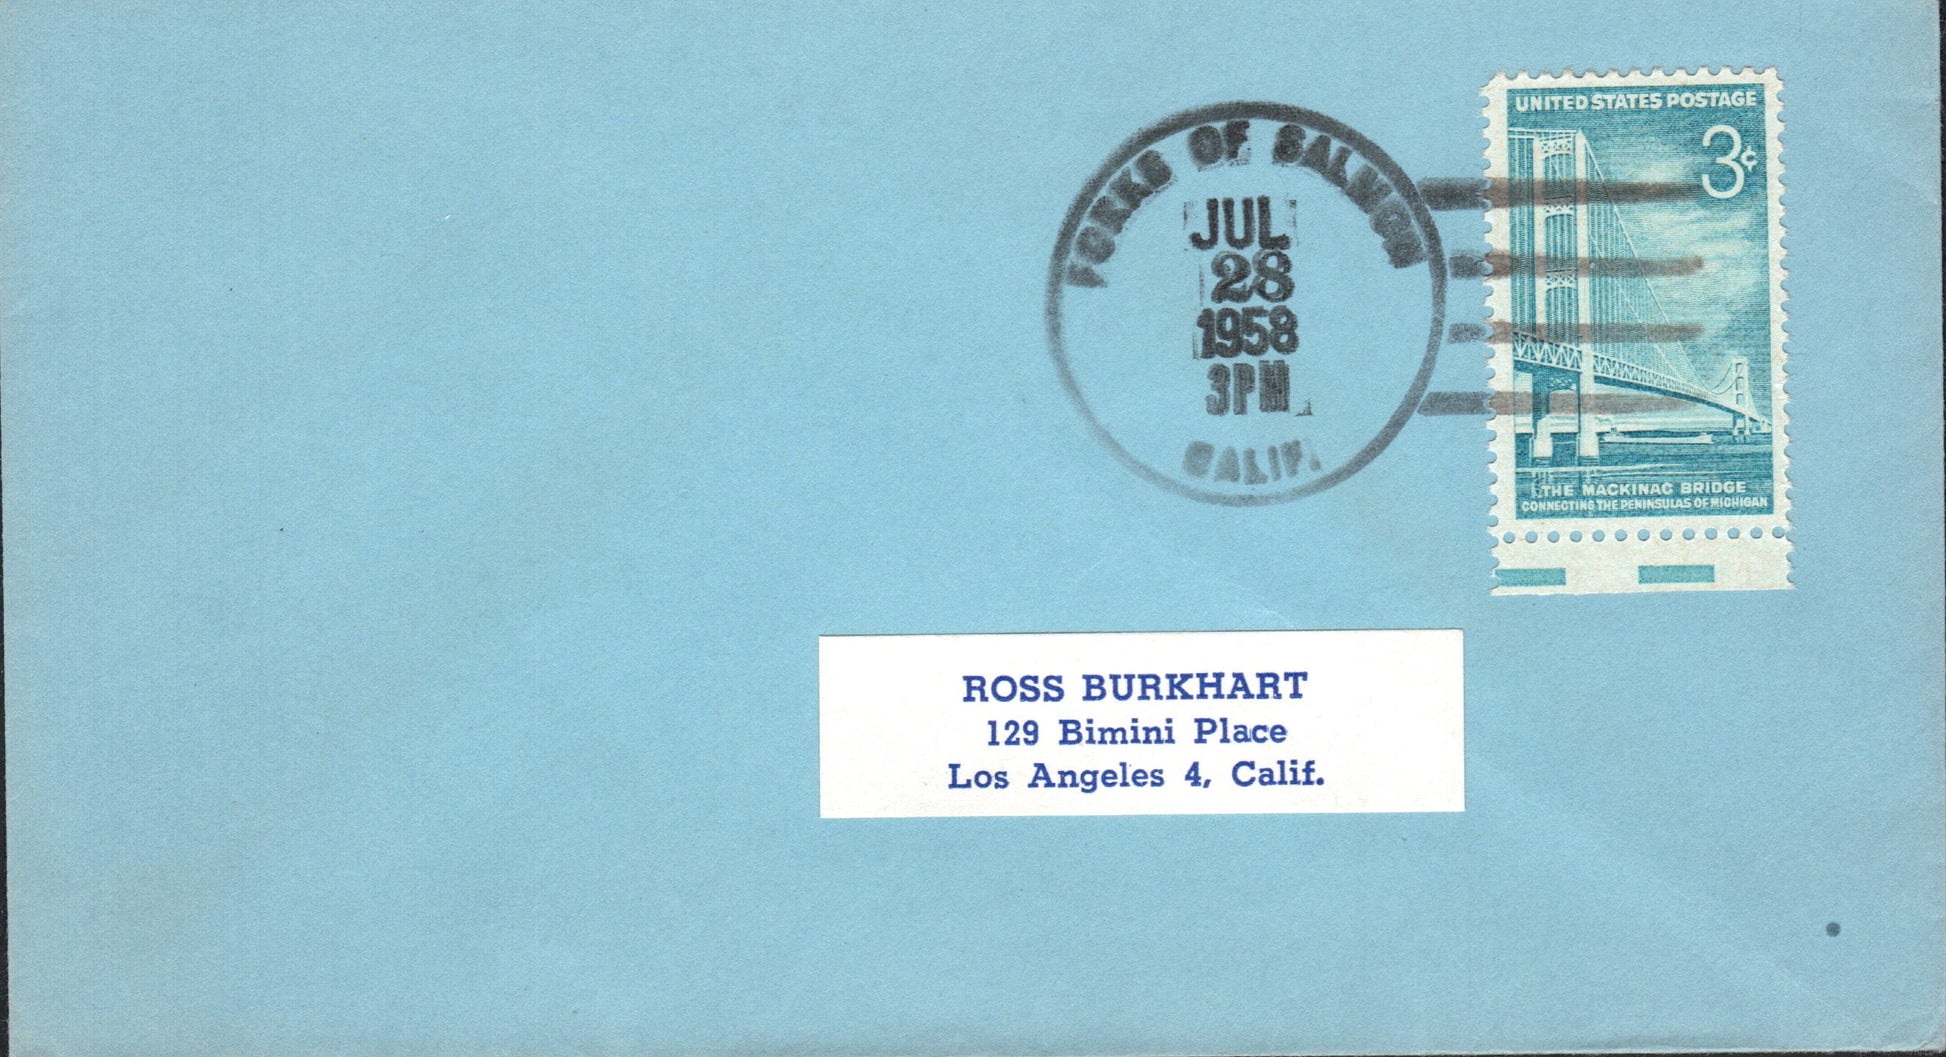 FORKS OF SALMON
JUL
28
1958
3PM
CALIF.
UNITED STATES POSTAGE
3¢
THE MACKINAC BRIDGE
CONNECTING THE PENINSULAS OF MICHIGAN
ROSS BURKHART
129 Bimini Place
Los Angeles 4, Calif.